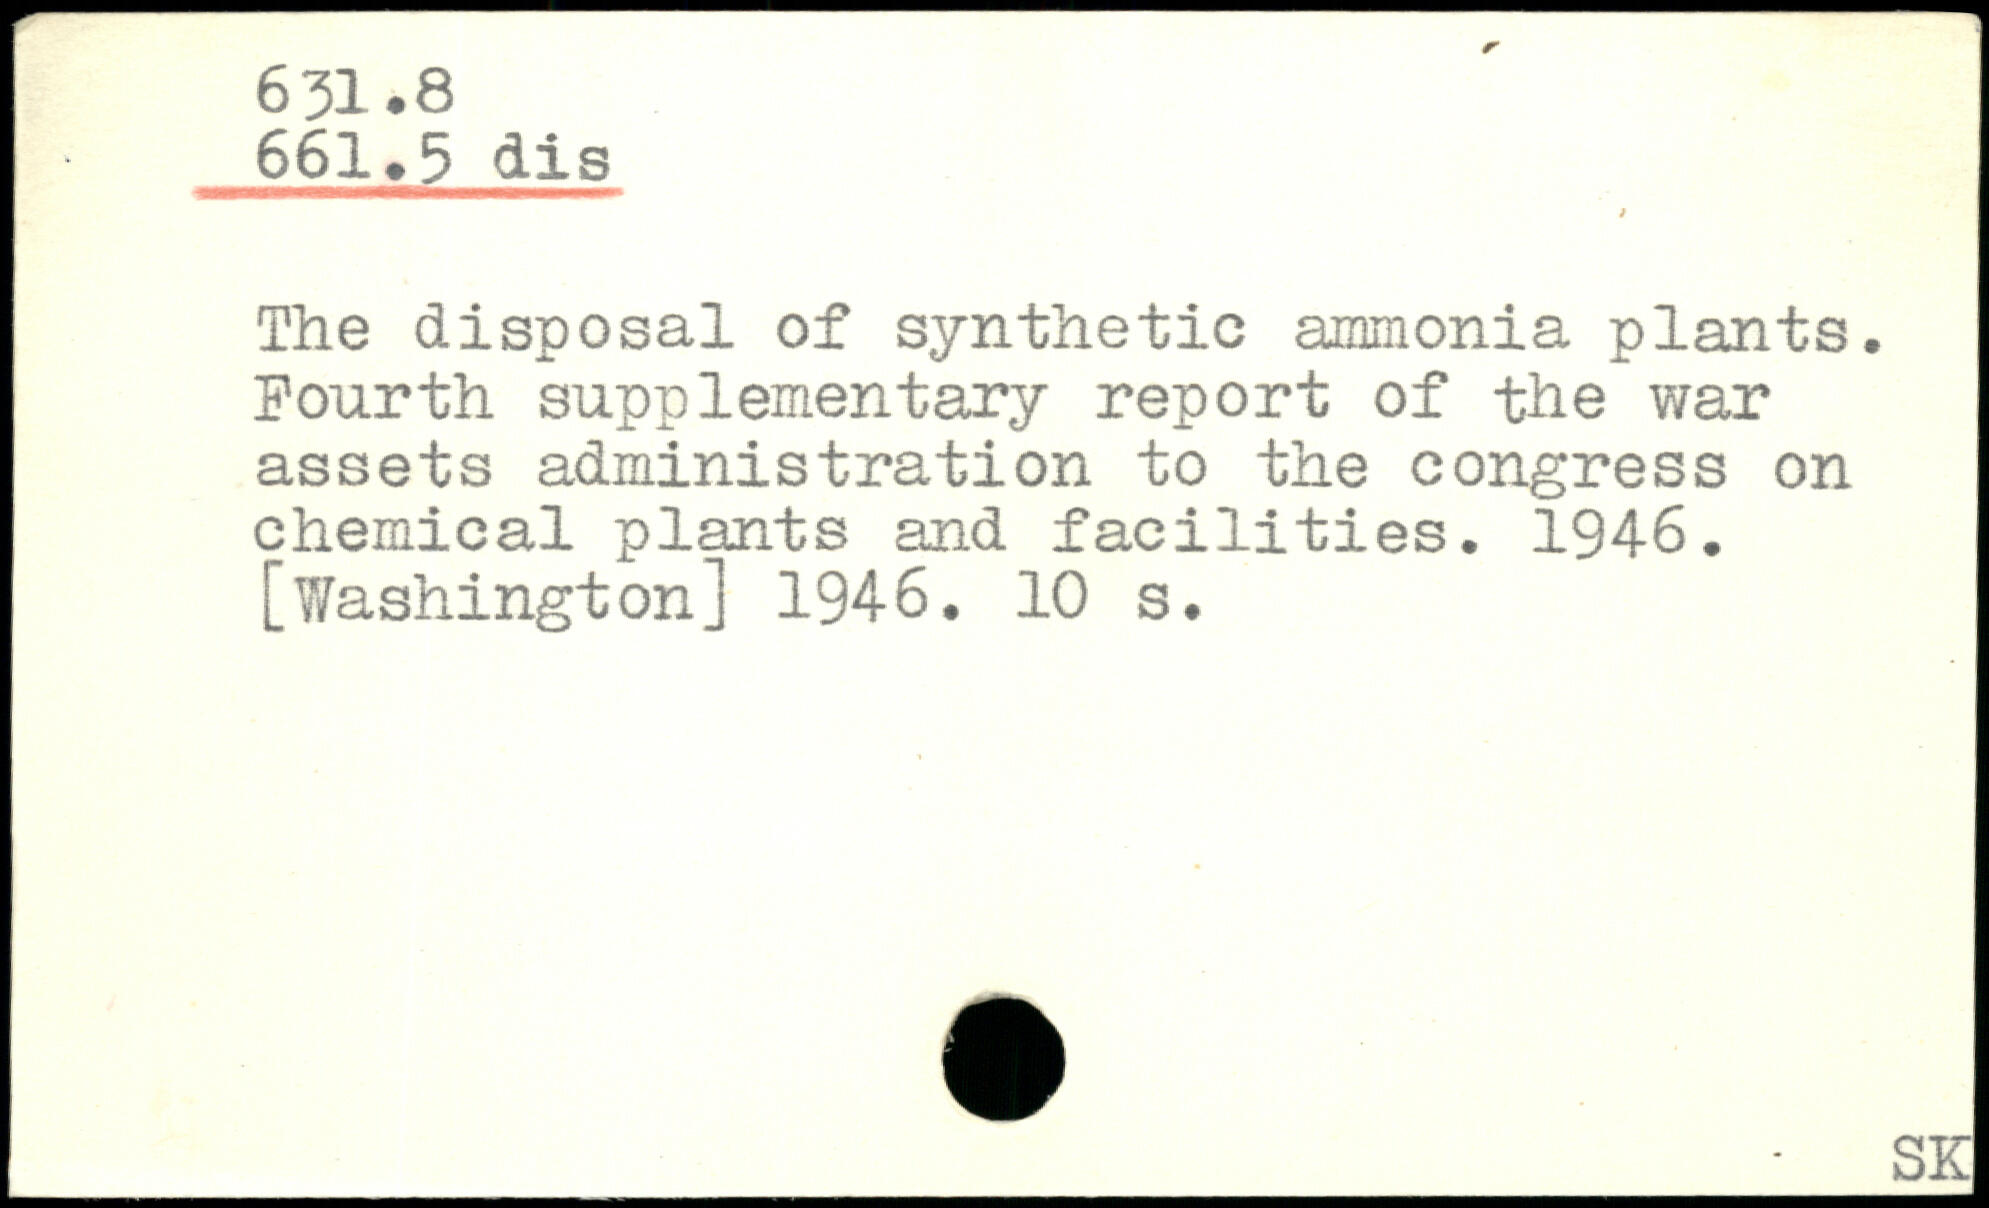 631.8
661.5 dis
The disposal of synthetic ammonia plants.
Fourth supplementary report of the war
assets administration to the congress on
chemical plants and facilities. 1946.
[Washington] 1946. 10 s.
SK